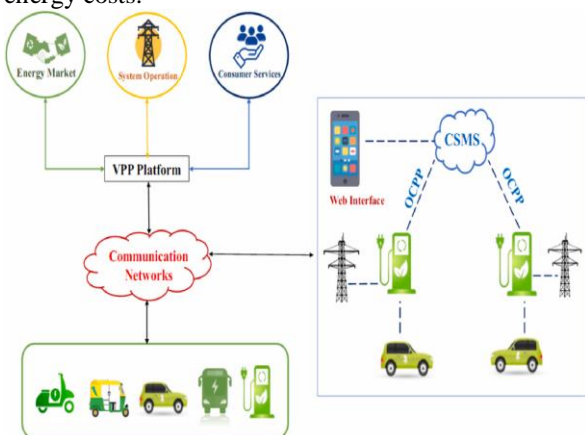 energy costs.
Energy Market
System Operation
Consumer Services
VPP Platform
Communication
Networks
CSMS
Web Interface
OCPP
OCPP